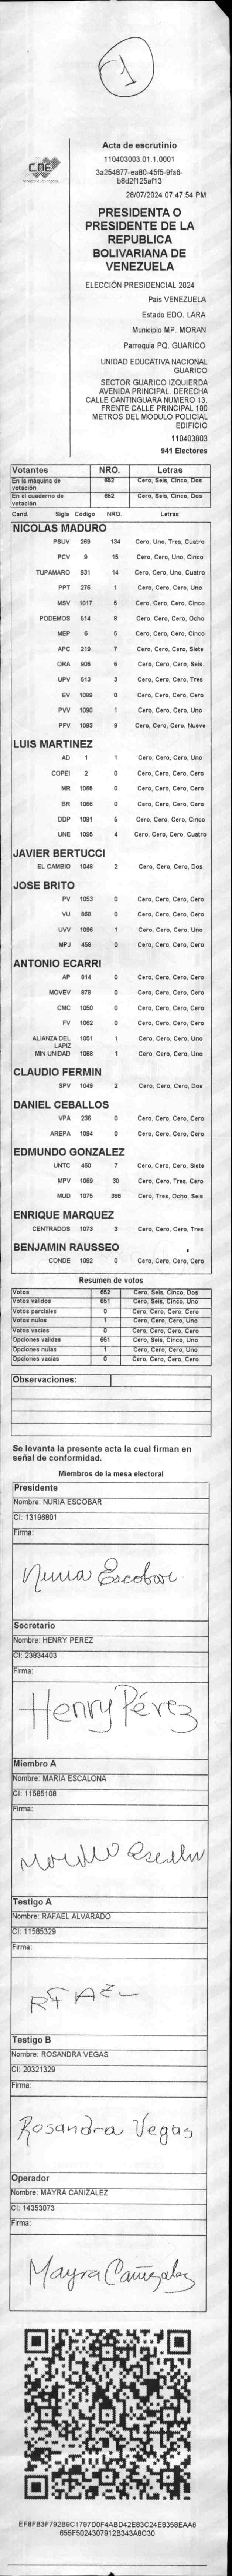 1
CNE
Acta de escrutinio
110403003.01.1.0001
3a254877-ea80-45f5-9fa6-
b8d2f125af13
28/07/2024 07:47:54 PM
PRESIDENTA O
PRESIDENTE DE LA
REPUBLICA
BOLIVARIANA DE
VENEZUELA
ELECCIÓN PRESIDENCIAL 2024
Pais VENEZUELA
Estado EDO. LARA
Municipio MP. MORAN
Parroquia PQ. GUARICO
UNIDAD EDUCATIVA NACIONAL
GUARICO
SECTOR GUARICO IZQUIERDA
AVENIDA PRINCIPAL. DERECHA
CALLE CANTINGUARA NUMERO 13.
FRENTE CALLE PRINCIPAL 100
METROS DEL MODULO POLICIAL
EDIFICIO
110403003
941 Electores
Votantes NRO. Letras
En la máquina de votación 652 Cero, Seis, Cinco, Dos
En el cuaderno de votación 652 Cero, Seis, Cinco, Dos
Cand. Sigla Código NRO. Letras
NICOLAS MADURO
PSUV 269 134 Cero, Uno, Tres, Cuatro
PCV 9 15 Cero, Cero, Uno, Cinco
TUPAMARO 931 14 Cero, Cero, Uno, Cuatro
PPT 276 1 Cero, Cero, Cero, Uno
MSV 1017 5 Cero, Cero, Cero, Cinco
PODEMOS 514 8 Cero, Cero, Cero, Ocho
MEP 6 5 Cero, Cero, Cero, Cinco
APC 219 7 Cero, Cero, Cero, Siete
ORA 906 6 Cero, Cero, Cero, Seis
UPV 513 3 Cero, Cero, Cero, Tres
EV 1089 0 Cero, Cero, Cero, Cero
PVV 1090 1 Cero, Cero, Cero, Uno
PFV 1093 9 Cero, Cero, Cero, Nueve
LUIS MARTINEZ
AD 1 1 Cero, Cero, Cero, Uno
COPEI 2 0 Cero, Cero, Cero, Cero
MR 1065 0 Cero, Cero, Cero, Cero
BR 1066 0 Cero, Cero, Cero, Cero
DDP 1091 5 Cero, Cero, Cero, Cinco
UNE 1095 4 Cero, Cero, Cero, Cuatro
JAVIER BERTUCCI
EL CAMBIO 1048 2 Cero, Cero, Cero, Dos
JOSE BRITO
PV 1053 0 Cero, Cero, Cero, Cero
VU 868 0 Cero, Cero, Cero, Cero
UVV 1096 1 Cero, Cero, Cero, Uno
MPJ 458 0 Cero, Cero, Cero, Cero
ANTONIO ECARRI
AP 814 0 Cero, Cero, Cero, Cero
MOVEV 878 0 Cero, Cero, Cero, Cero
CMC 1050 0 Cero, Cero, Cero, Cero
FV 1062 0 Cero, Cero, Cero, Cero
ALIANZA DEL LAPIZ 1051 1 Cero, Cero, Cero, Uno
MIN UNIDAD 1068 1 Cero, Cero, Cero, Uno
CLAUDIO FERMIN
SPV 1049 2 Cero, Cero, Cero, Dos
DANIEL CEBALLOS
VPA 236 0 Cero, Cero, Cero, Cero
AREPA 1094 0 Cero, Cero, Cero, Cero
EDMUNDO GONZALEZ
UNTC 460 7 Cero, Cero, Cero, Siete
MPV 1069 30 Cero, Cero, Tres, Cero
MUD 1075 386 Cero, Tres, Ocho, Seis
ENRIQUE MARQUEZ
CENTRADOS 1073 3 Cero, Cero, Cero, Tres
BENJAMIN RAUSSEO
CONDE 1092 0 Cero, Cero, Cero, Cero
Resumen de votos
Votos 652 Cero, Seis, Cinco, Dos
Votos validos 651 Cero, Seis, Cinco, Uno
Votos parciales 0 Cero, Cero, Cero, Cero
Votos nulos 1 Cero, Cero, Cero, Uno
Votos vacios 0 Cero, Cero, Cero, Cero
Opciones validas 651 Cero, Seis, Cinco, Uno
Opciones nulas 1 Cero, Cero, Cero, Uno
Opciones vacias 0 Cero, Cero, Cero, Cero
Observaciones:
Se levanta la presente acta la cual firman en
señal de conformidad.
Miembros de la mesa electoral
Presidente
Nombre: NURIA ESCOBAR
CI: 13196801
Firma:
Nuria Escobar
Secretario
Nombre: HENRY PEREZ
CI: 23834403
Firma:
Henry Pérez
Miembro A
Nombre: MARIA ESCALONA
CI: 11585108
Firma:
Testigo A
Nombre: RAFAEL ALVARADO
CI: 11585329
Firma:
Testigo B
Nombre: ROSANDRA VEGAS
CI: 20321329
Firma:
Rosandra Vegas
Operador
Nombre: MAYRA CAÑIZALEZ
CI: 14353073
Firma:
Mayra Cañizalez
EF8FB3F792B9C1797D0F4ABD42E83C24E8358EAA6
655F5024307912B343A8C30